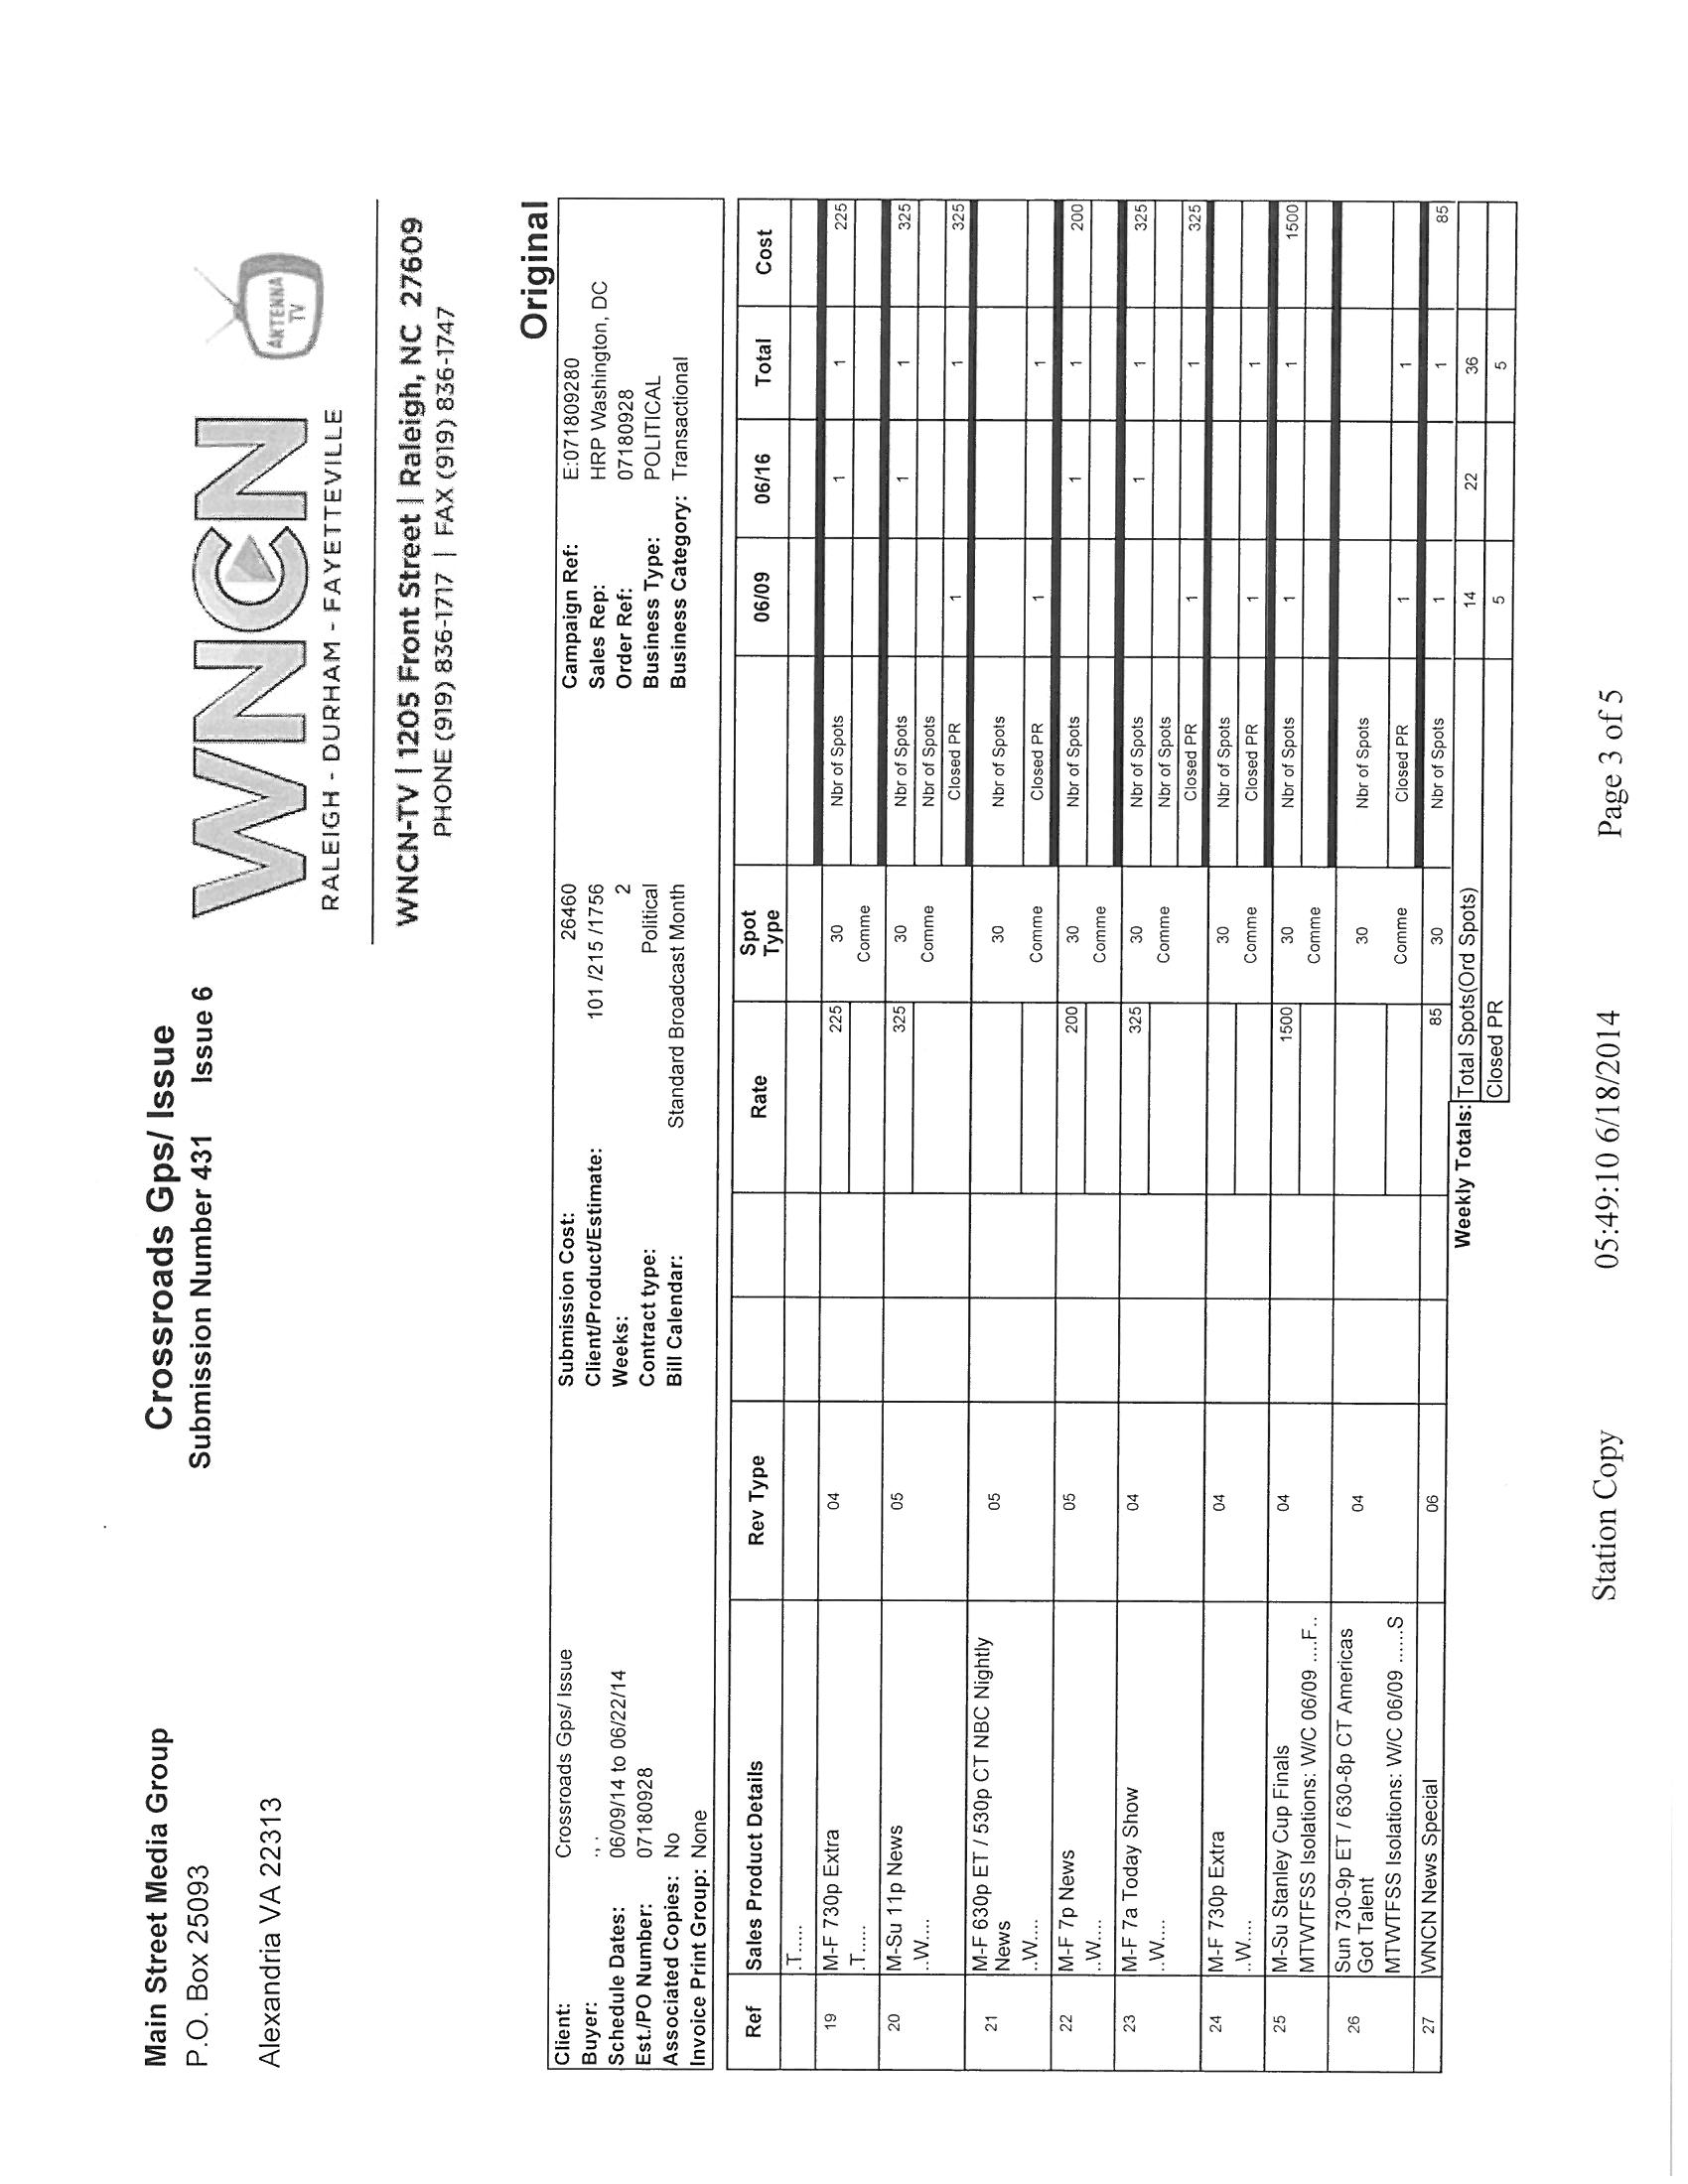 Main Street Media Group
P.O. Box 25093
Alexandria VA 22313
Crossroads Gps/ Issue
Submission Number 431 Issue 6
WNCN
RALEIGH - DURHAM - FAYETTEVILLE
ANTENNA
TV
WNCN-TV | 1205 Front Street | Raleigh, NC 27609
PHONE (919) 836-1717 | FAX (919) 836-1747
Original
Client: Crossroads Gps/ Issue Submission Cost: 26460 Campaign Ref: E:071809280
Buyer: ., . Client/Product/Estimate: 101 /215 /1756 Sales Rep: HRP Washington, DC
Schedule Dates: 06/09/14 to 06/22/14 Weeks: 2 Order Ref: 07180928
Est./PO Number: 07180928 Contract type: Political Business Type: POLITICAL
Associated Copies: No Bill Calendar: Standard Broadcast Month Business Category: Transactional
Invoice Print Group: None
Ref Sales Product Details Rev Type Rate Spot Type 06/09 06/16 Total Cost
.T.....
19 M-F 730p Extra 04 225 30 Nbr of Spots 1 1 225
.T..... Comme
20 M-Su 11p News 05 325 30 Nbr of Spots 1 1 325
..W.... Comme Nbr of Spots
Closed PR 1 1 325
21 M-F 630p ET / 530p CT NBC Nightly News 05 30 Nbr of Spots
..W.... Comme Closed PR 1 1
22 M-F 7p News 05 200 30 Nbr of Spots 1 1 200
..W.... Comme
23 M-F 7a Today Show 04 325 30 Nbr of Spots 1 1 325
..W.... Comme Nbr of Spots
Closed PR 1 1 325
24 M-F 730p Extra 04 30 Nbr of Spots
..W.... Comme Closed PR 1 1
25 M-Su Stanley Cup Finals 04 1500 30 Nbr of Spots 1 1 1500
MTWTFSS Isolations: W/C 06/09 ....F.. Comme
26 Sun 730-9p ET / 630-8p CT Americas Got Talent 04 30 Nbr of Spots
MTWTFSS Isolations: W/C 06/09 ......S Comme Closed PR 1 1
27 WNCN News Special 06 85 30 Nbr of Spots 1 1 85
Weekly Totals: Total Spots(Ord Spots) 14 22 36
Closed PR 5 5
Station Copy 05:49:10 6/18/2014 Page 3 of 5